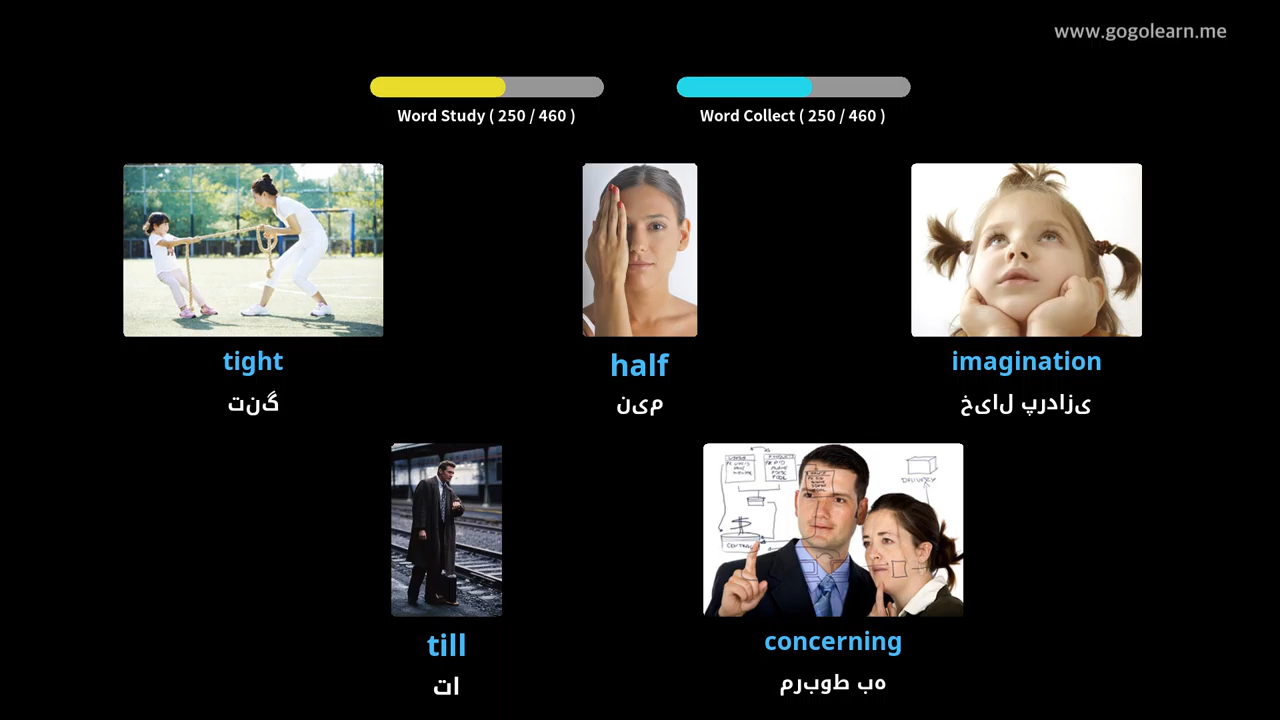 www.gogolearn.me
Word Study ( 250 / 460 )
Word Collect ( 250 / 460 )
tight
گنت
half
مین
imagination
یزادرپ لایخ
till
ات
concerning
هب طوبرم
DELIVERY
$